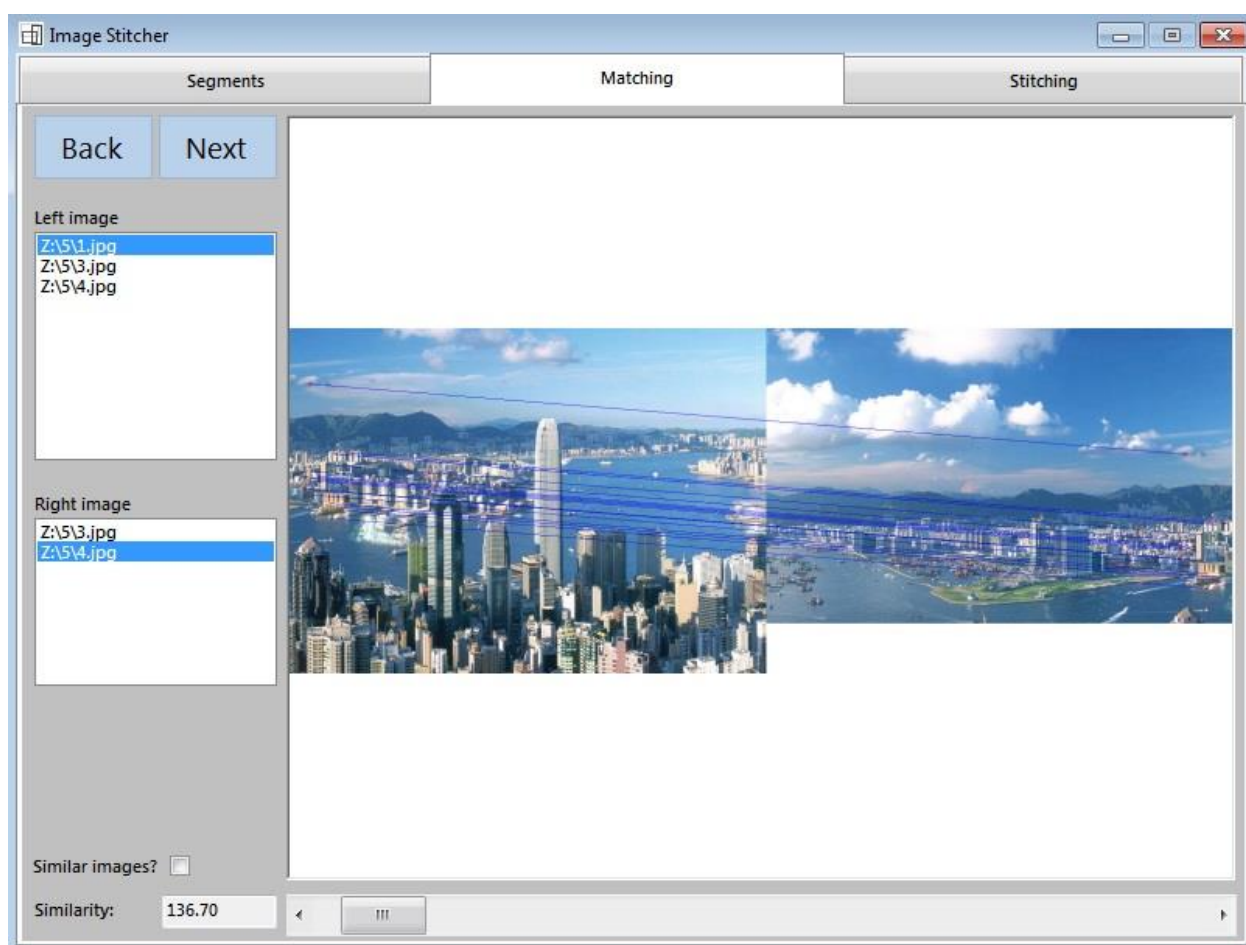 Image Stitcher
Segments
Matching
Stitching
Back
Next
Left image
Z:\5\1.jpg
Z:\5\3.jpg
Z:\5\4.jpg
Right image
Z:\5\3.jpg
Z:\5\4.jpg
Similar images?
Similarity: 136.70